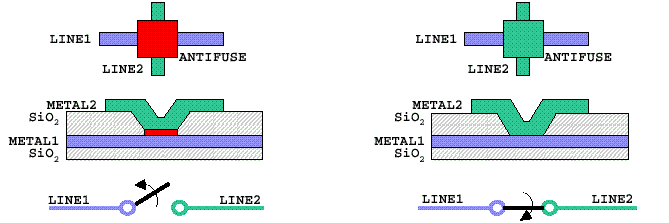 LINE1
ANTIFUSE
LINE2
METAL2
SiO2
METAL1
SiO2
LINE1 LINE2
LINE1
ANTIFUSE
LINE2
METAL2
SiO2
METAL1
SiO2
LINE1 LINE2